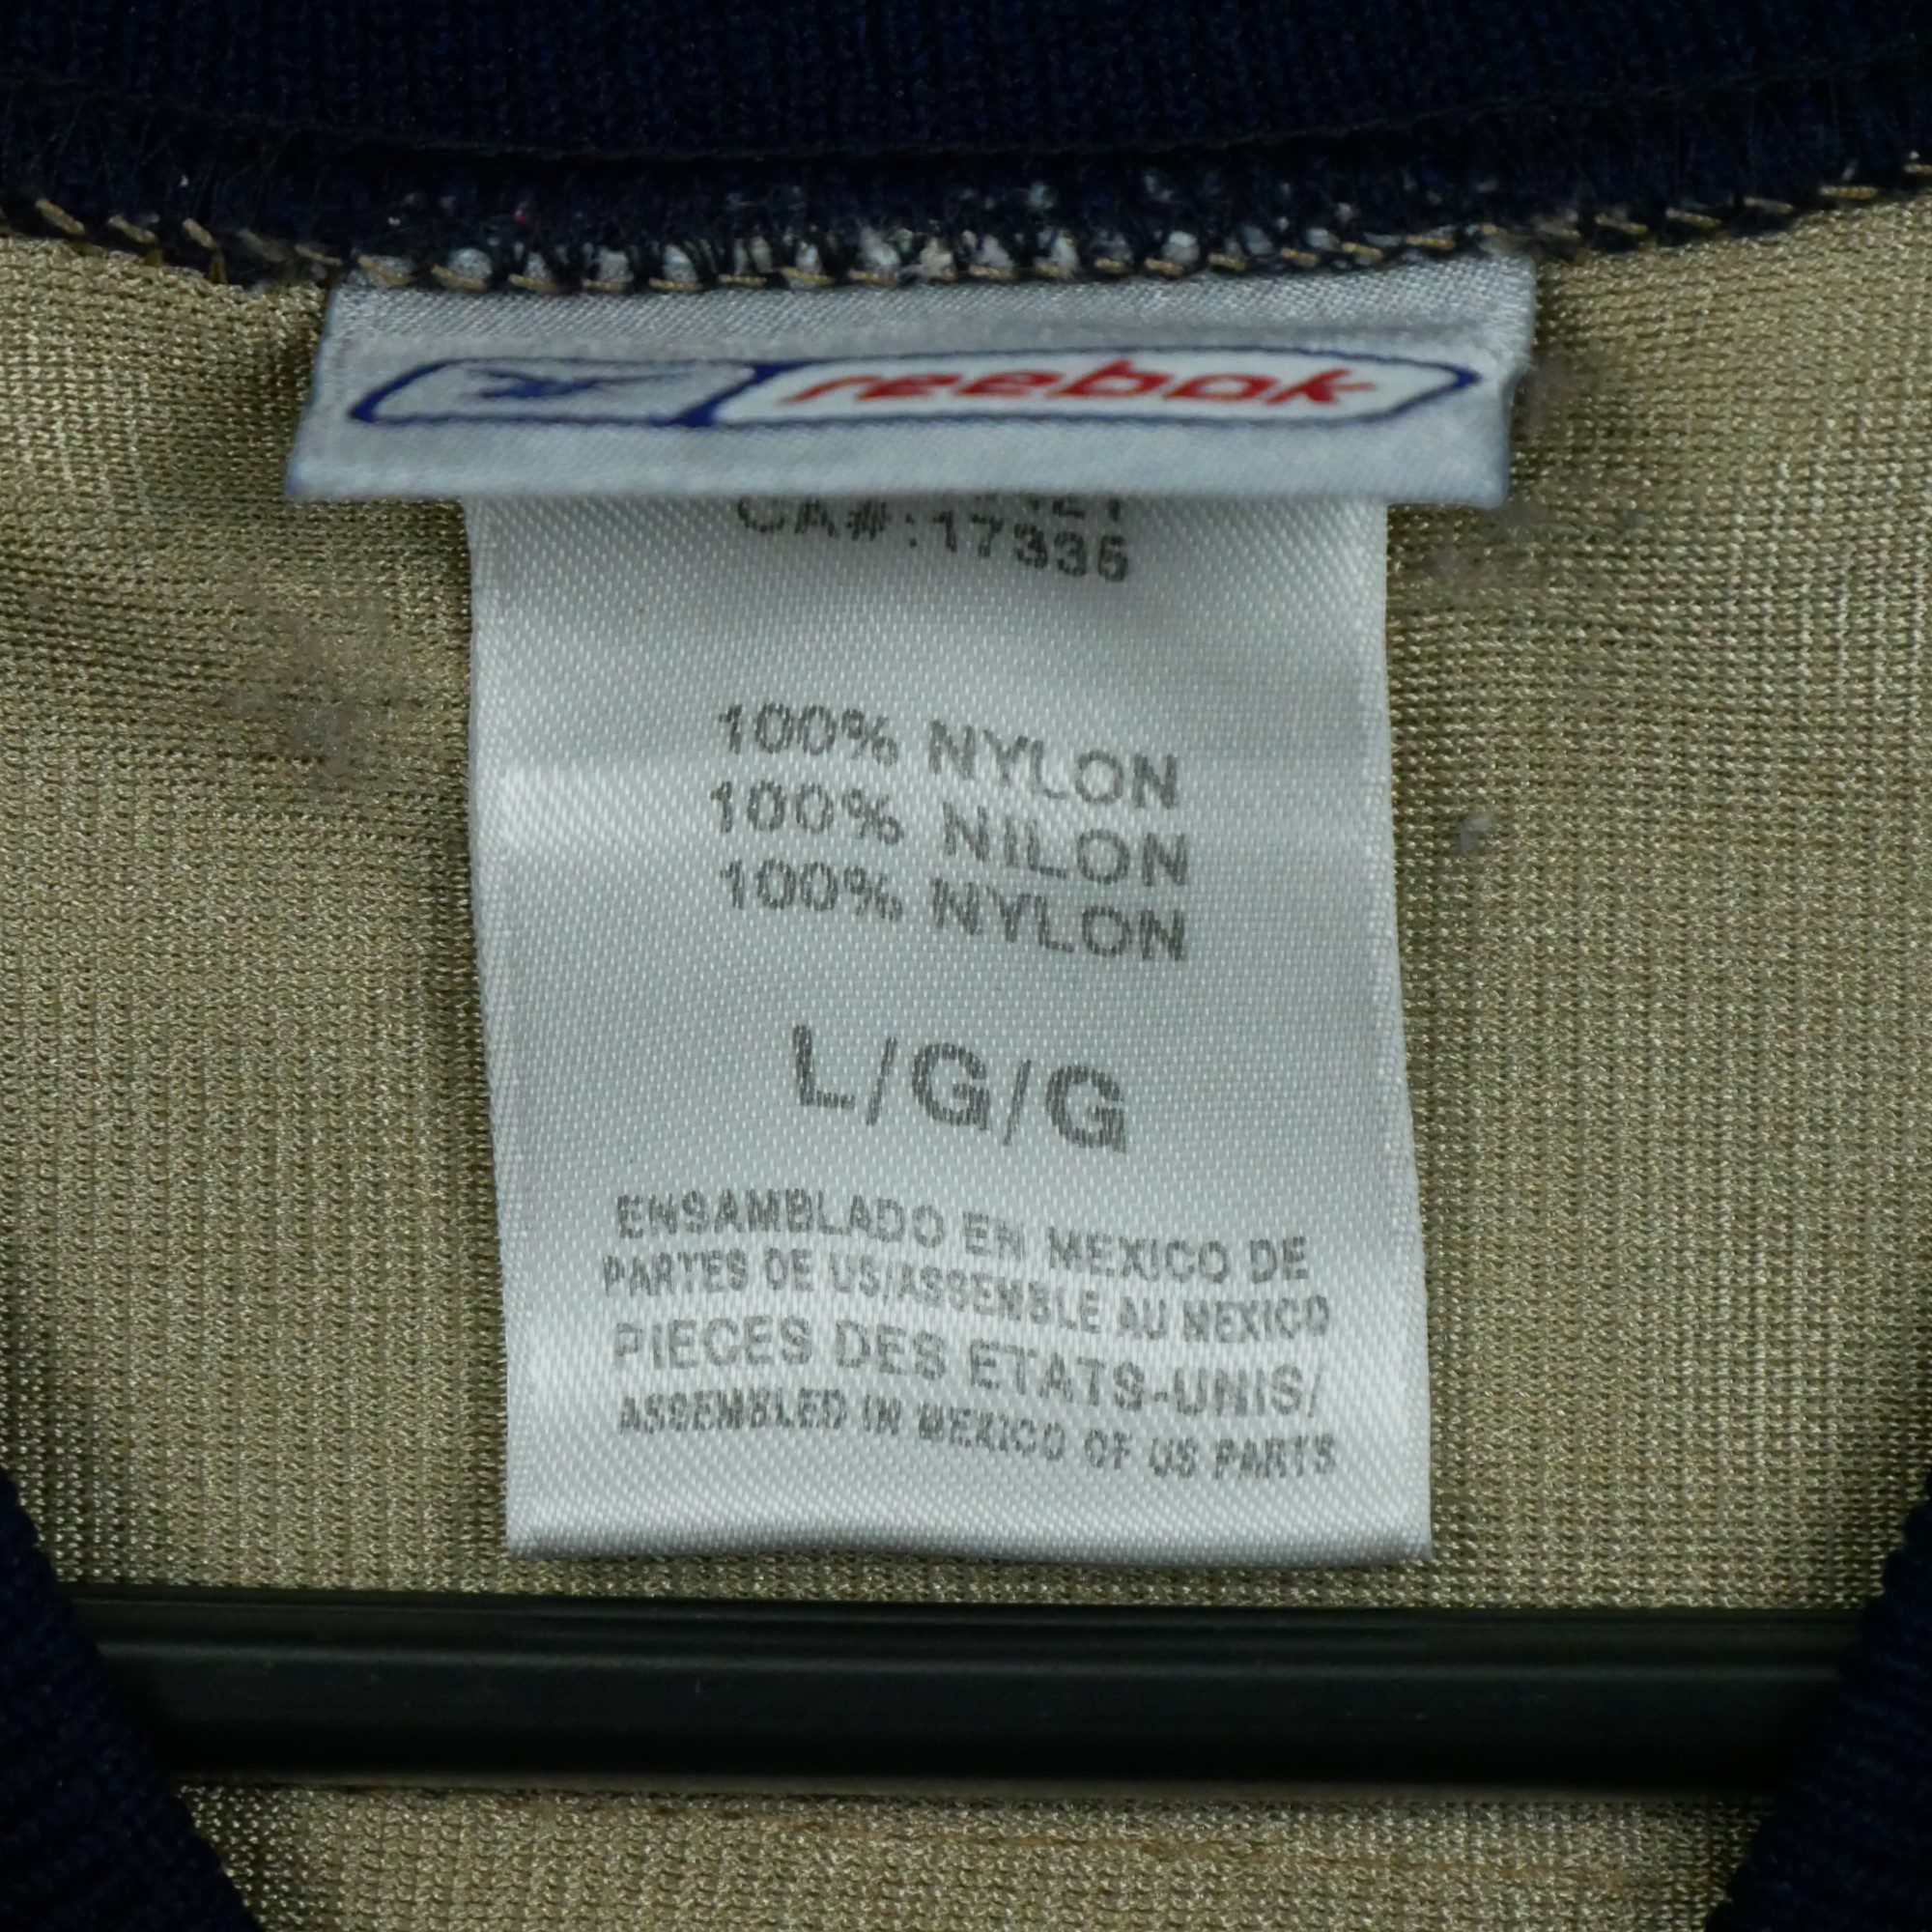 reebok
CA#:17335
100% NYLON
100% NILON
100% NYLON
L/G/G
ENSAMBLADO EN MEXICO DE
PARTES DE US/ASSEMBLE AU MEXICO
PIECES DES ETATS-UNIS/
ASSEMBLED IN MEXICO OF US PARTS